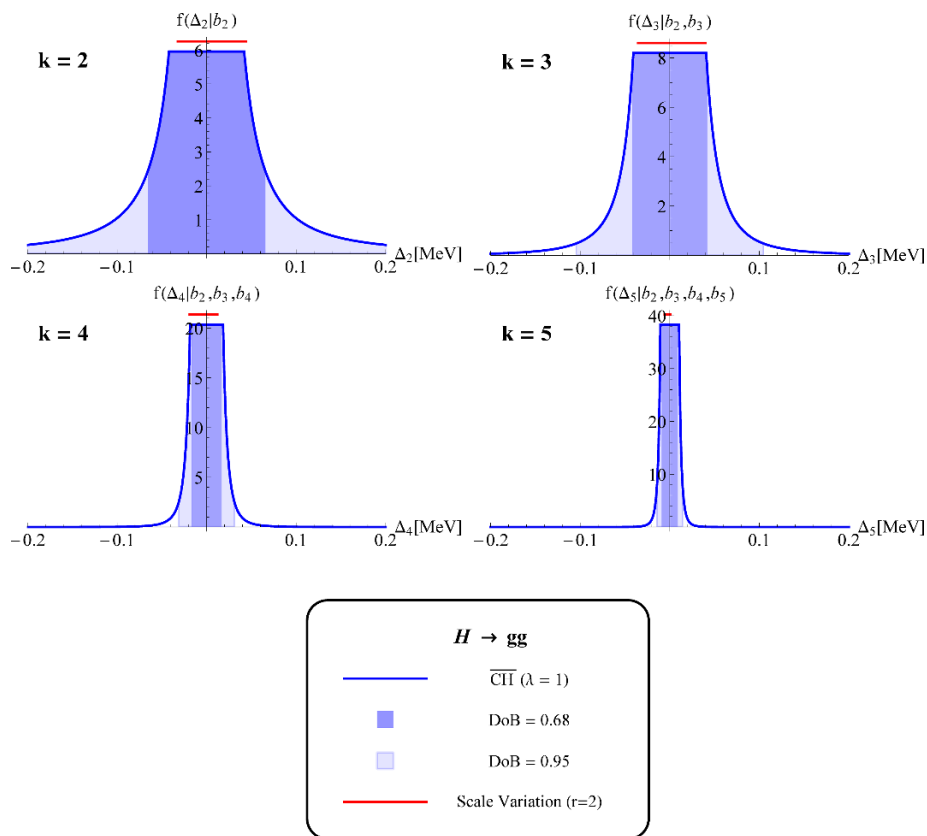 f(Δ₂|b₂)
k = 2
6
5
4
3
2
1
−0.2 −0.1 0.1 0.2 Δ₂[MeV]
f(Δ₃|b₂,b₃)
k = 3
8
6
4
2
−0.2 −0.1 0.1 0.2 Δ₃[MeV]
f(Δ₄|b₂,b₃,b₄)
k = 4
20
15
10
5
−0.2 −0.1 0.1 0.2 Δ₄[MeV]
f(Δ₅|b₂,b₃,b₄,b₅)
k = 5
40
30
20
10
−0.2 −0.1 0.1 0.2 Δ₅[MeV]
H → gg
C̅H̅ (λ = 1)
DoB = 0.68
DoB = 0.95
Scale Variation (r=2)